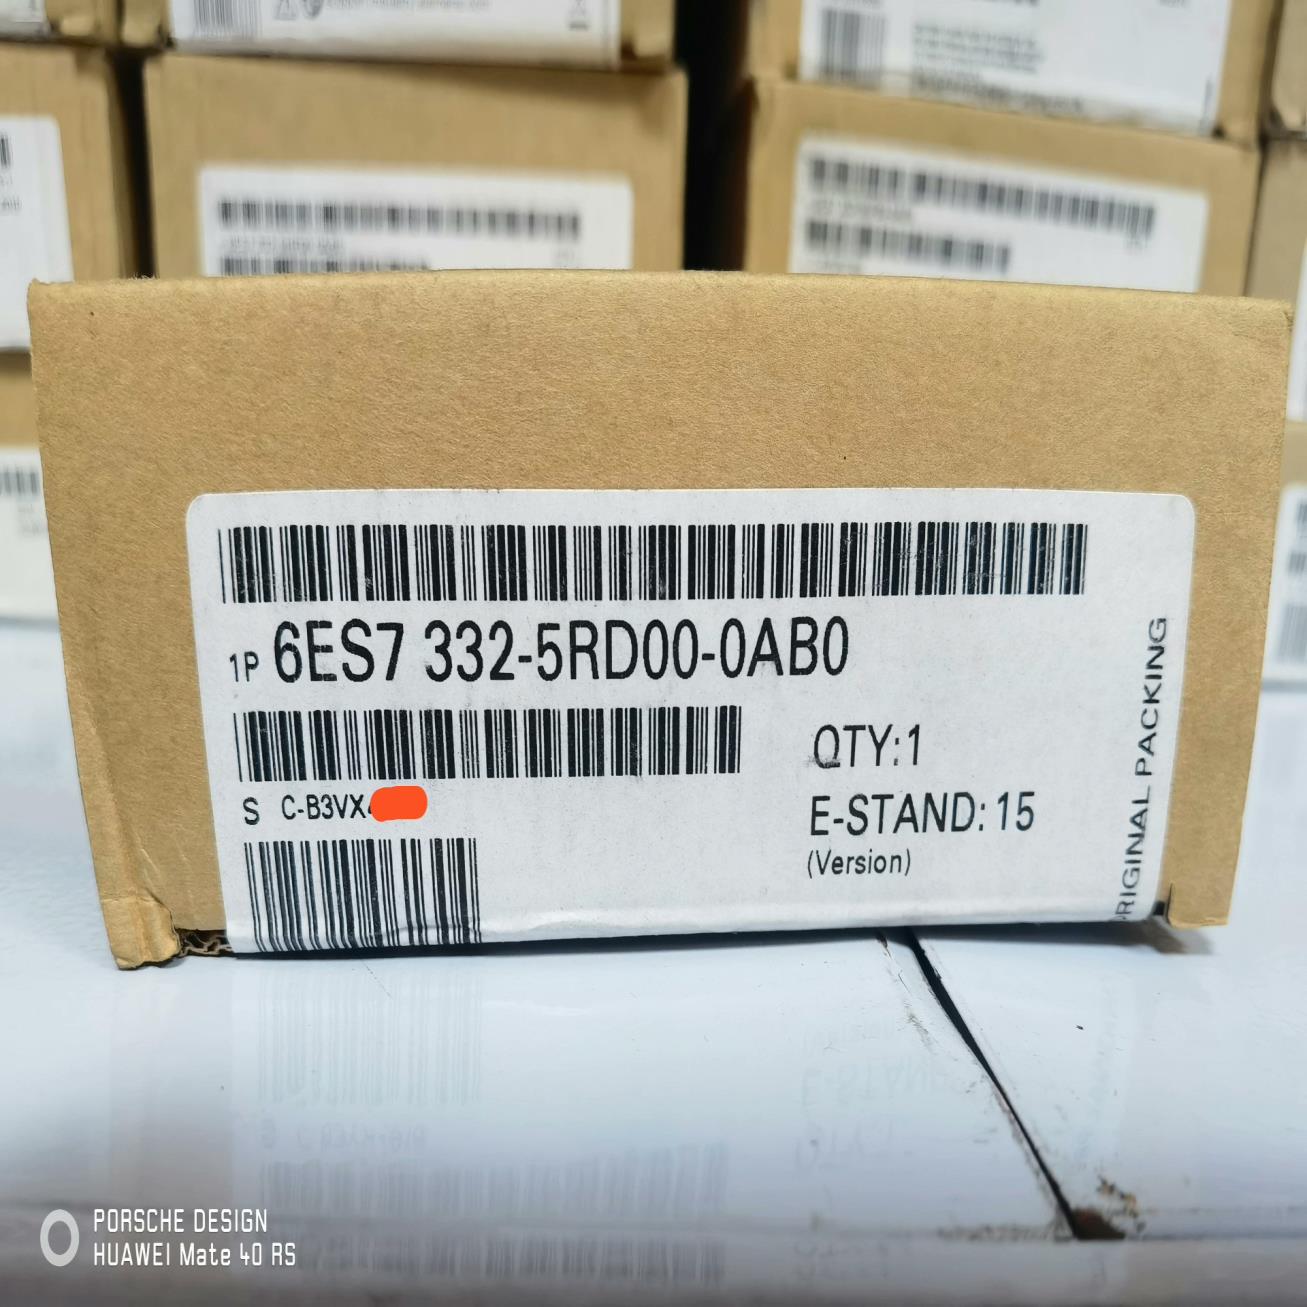 1P 6ES7 332-5RD00-0AB0
S C-B3VX
QTY:1
E-STAND: 15
(Version)
ORIGINAL PACKING
PORSCHE DESIGN
HUAWEI Mate 40 RS